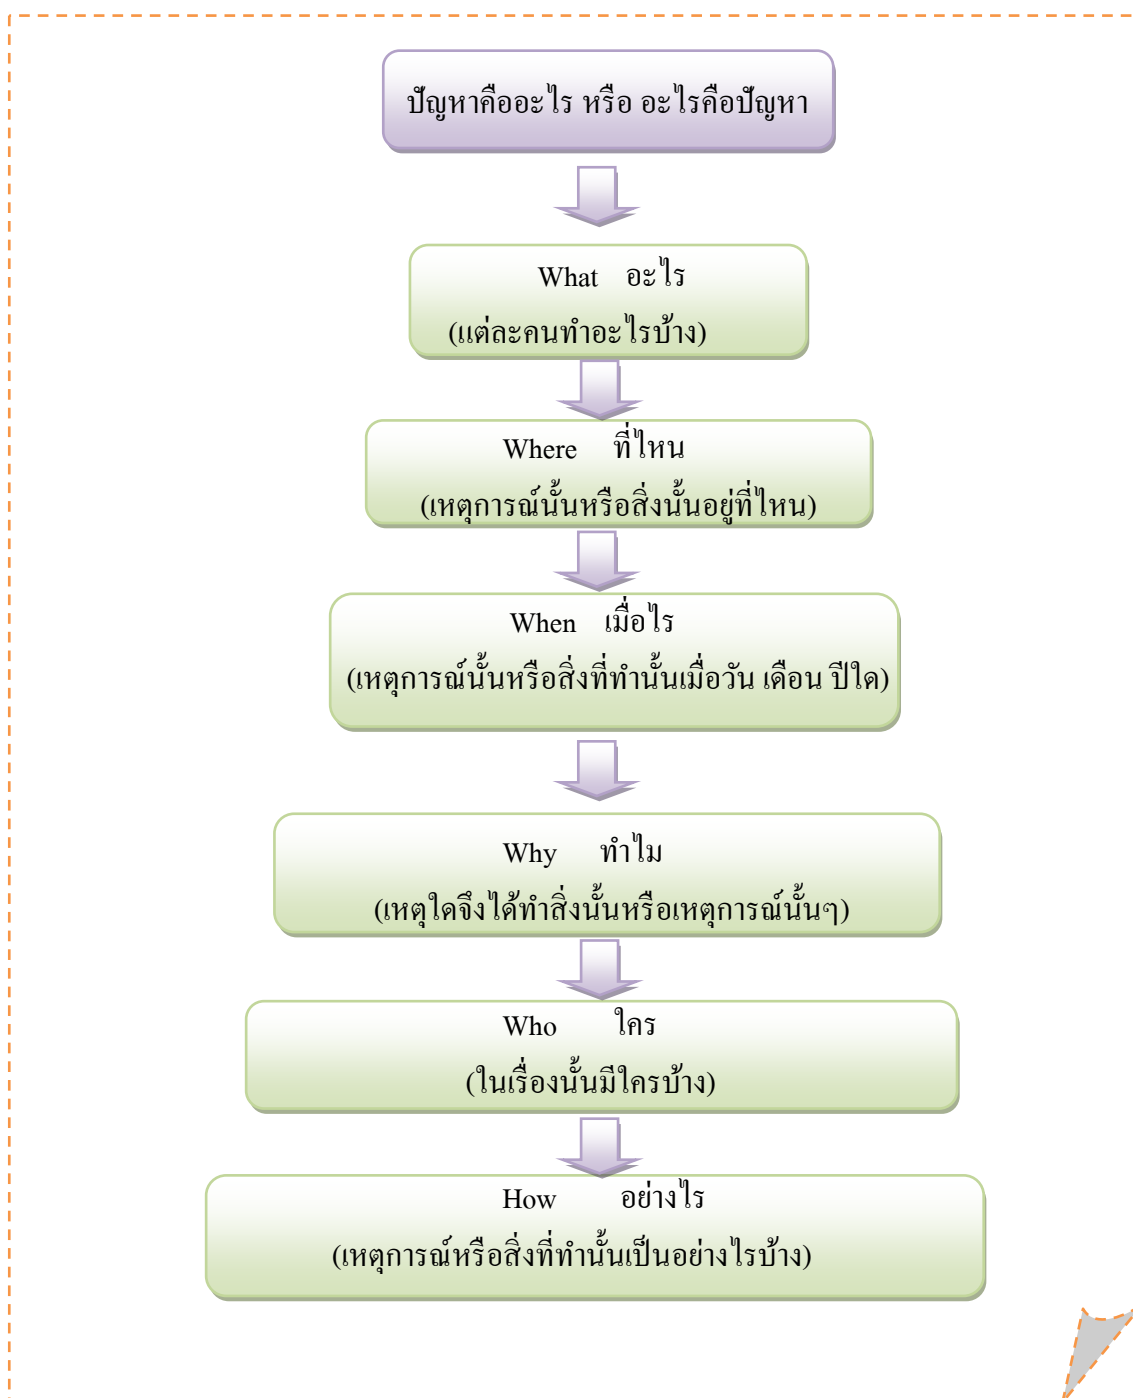 ปัญหาคืออะไร หรือ อะไรคือปัญหา
What อะไร
(แต่ละคนทำอะไรบ้าง)
Where ที่ไหน
(เหตุการณ์นั้นหรือสิ่งนั้นอยู่ที่ไหน)
When เมื่อไร
(เหตุการณ์นั้นหรือสิ่งที่ทำนั้นเมื่อวัน เดือน ปีใด)
Why ทำไม
(เหตุใดจึงได้ทำสิ่งนั้นหรือเหตุการณ์นั้นๆ)
Who ใคร
(ในเรื่องนั้นมีใครบ้าง)
How อย่างไร
(เหตุการณ์หรือสิ่งที่ทำนั้นเป็นอย่างไรบ้าง)